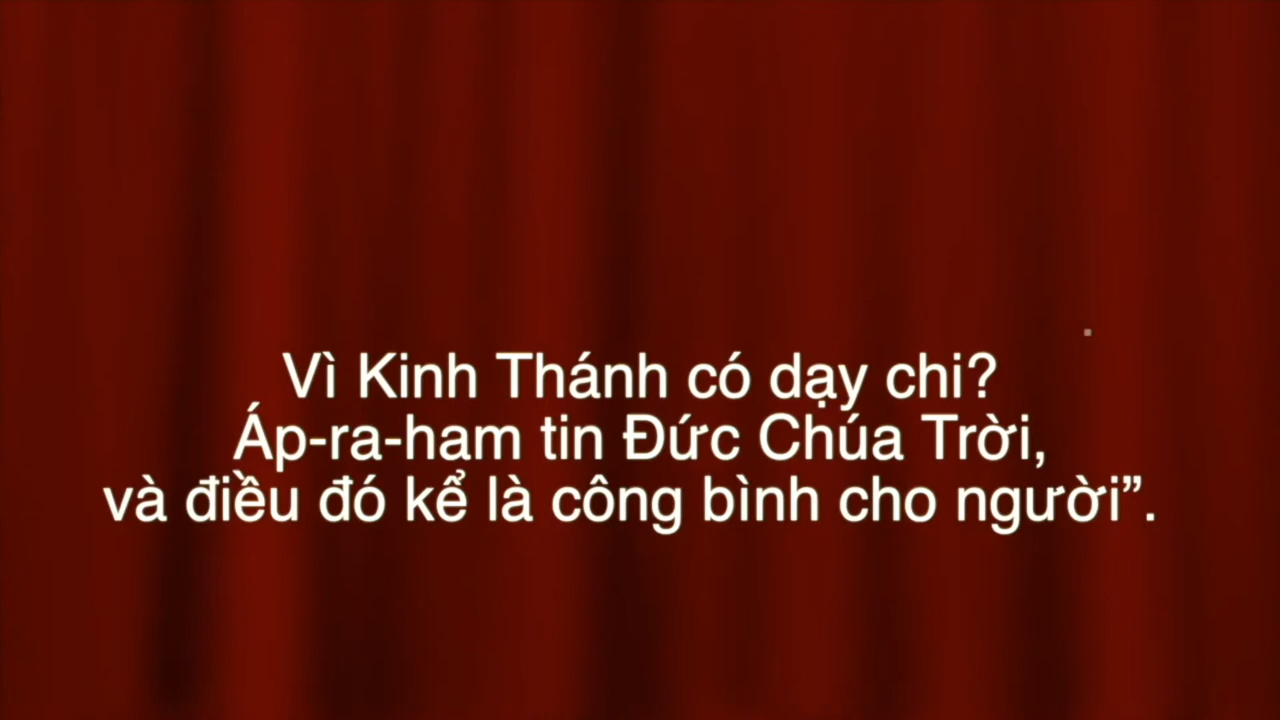 Vì Kinh Thánh có dạy chi?
Áp-ra-ham tin Đức Chúa Trời,
và điều đó kể là công bình cho người”.